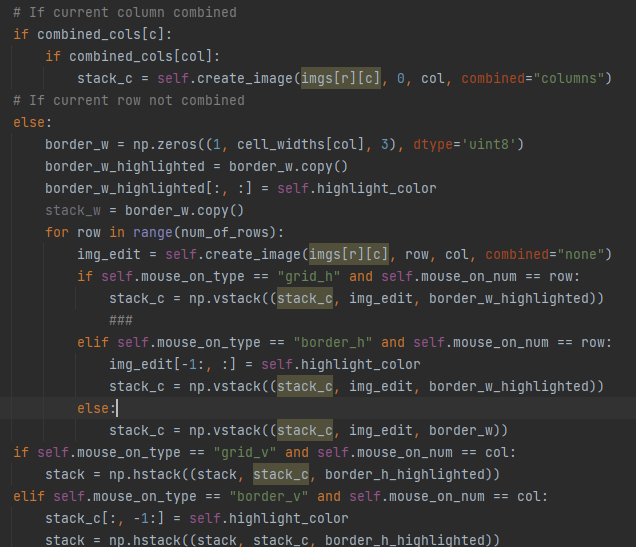 # If current column combined
if combined_cols[c]:
    if combined_cols[col]:
        stack_c = self.create_image(imgs[r][c], 0, col, combined="columns")
# If current row not combined
else:
    border_w = np.zeros((1, cell_widths[col], 3), dtype='uint8')
    border_w_highlighted = border_w.copy()
    border_w_highlighted[:, :] = self.highlight_color
    stack_w = border_w.copy()
    for row in range(num_of_rows):
        img_edit = self.create_image(imgs[r][c], row, col, combined="none")
        if self.mouse_on_type == "grid_h" and self.mouse_on_num == row:
            stack_c = np.vstack((stack_c, img_edit, border_w_highlighted))
            ###
        elif self.mouse_on_type == "border_h" and self.mouse_on_num == row:
            img_edit[-1:, :] = self.highlight_color
            stack_c = np.vstack((stack_c, img_edit, border_w_highlighted))
        else:
            stack_c = np.vstack((stack_c, img_edit, border_w))
if self.mouse_on_type == "grid_v" and self.mouse_on_num == col:
    stack = np.hstack((stack, stack_c, border_h_highlighted))
elif self.mouse_on_type == "border_v" and self.mouse_on_num == col:
    stack_c[:, -1:] = self.highlight_color
    stack = np.hstack((stack, stack_c, border_h_highlighted))